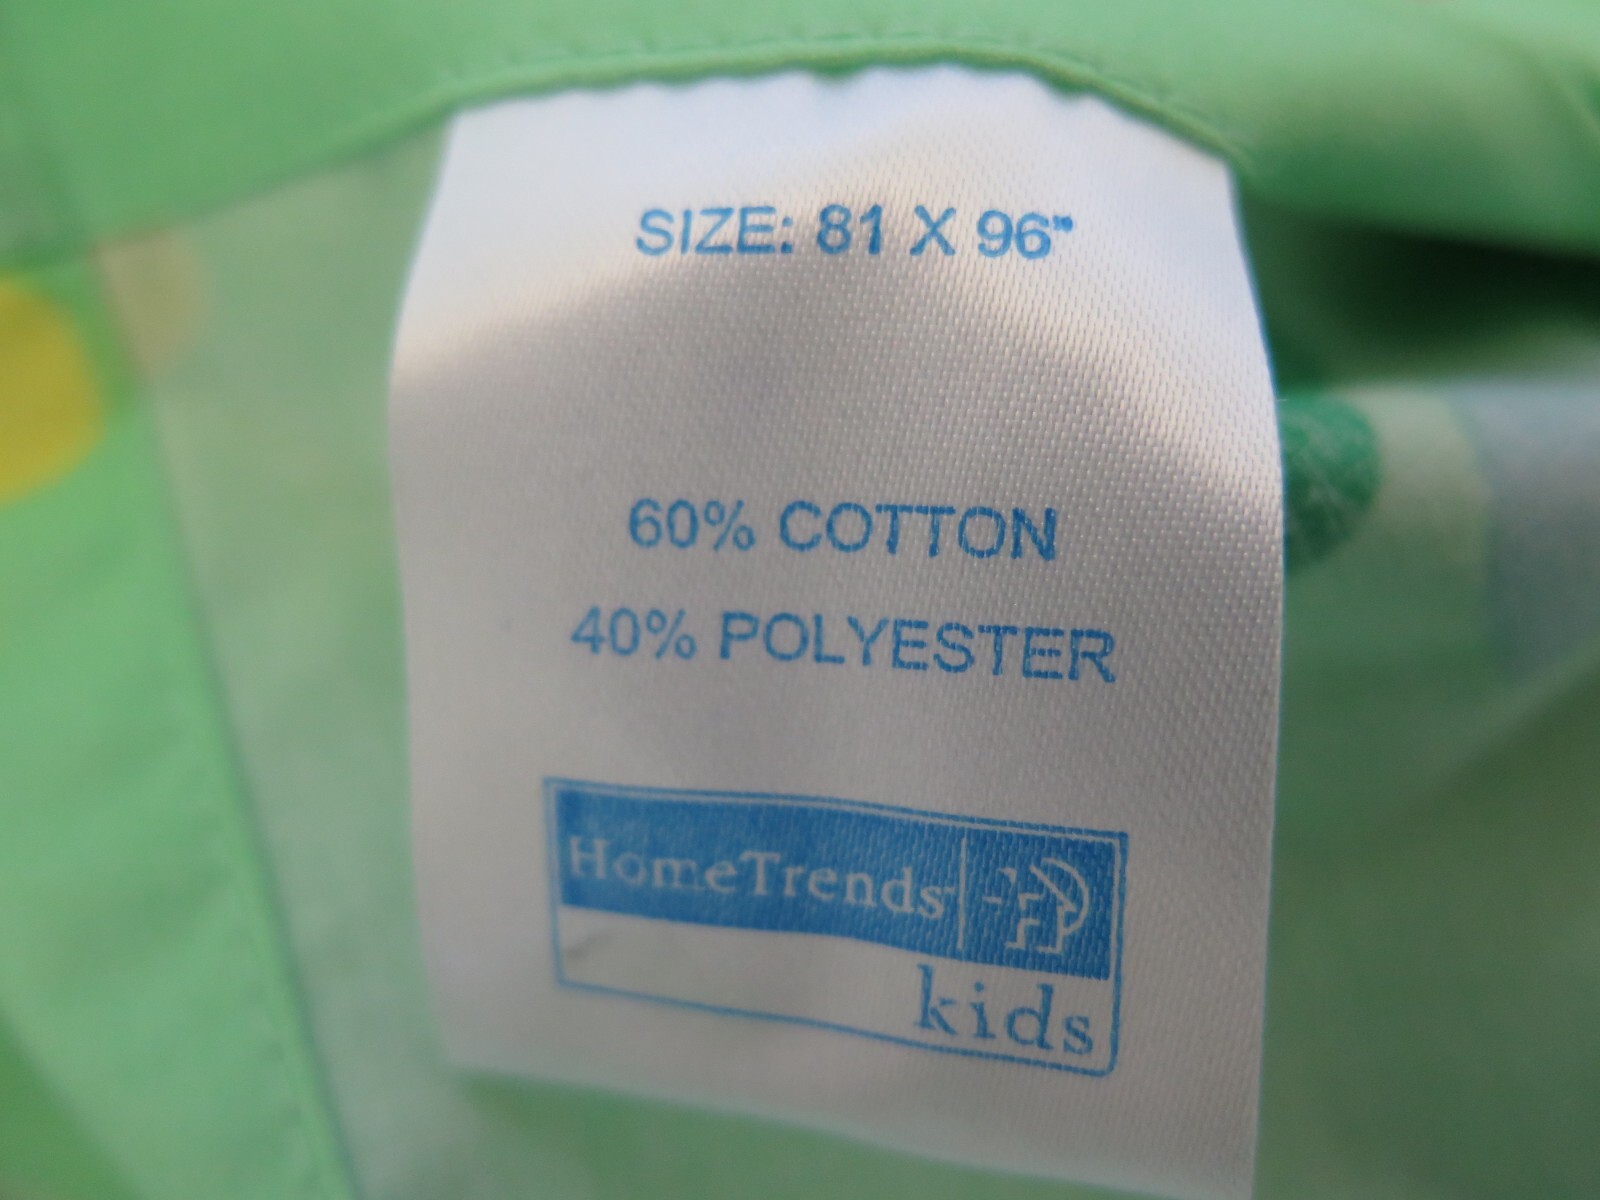 SIZE: 81 X 96"
60% COTTON
40% POLYESTER
HomeTrends
kids